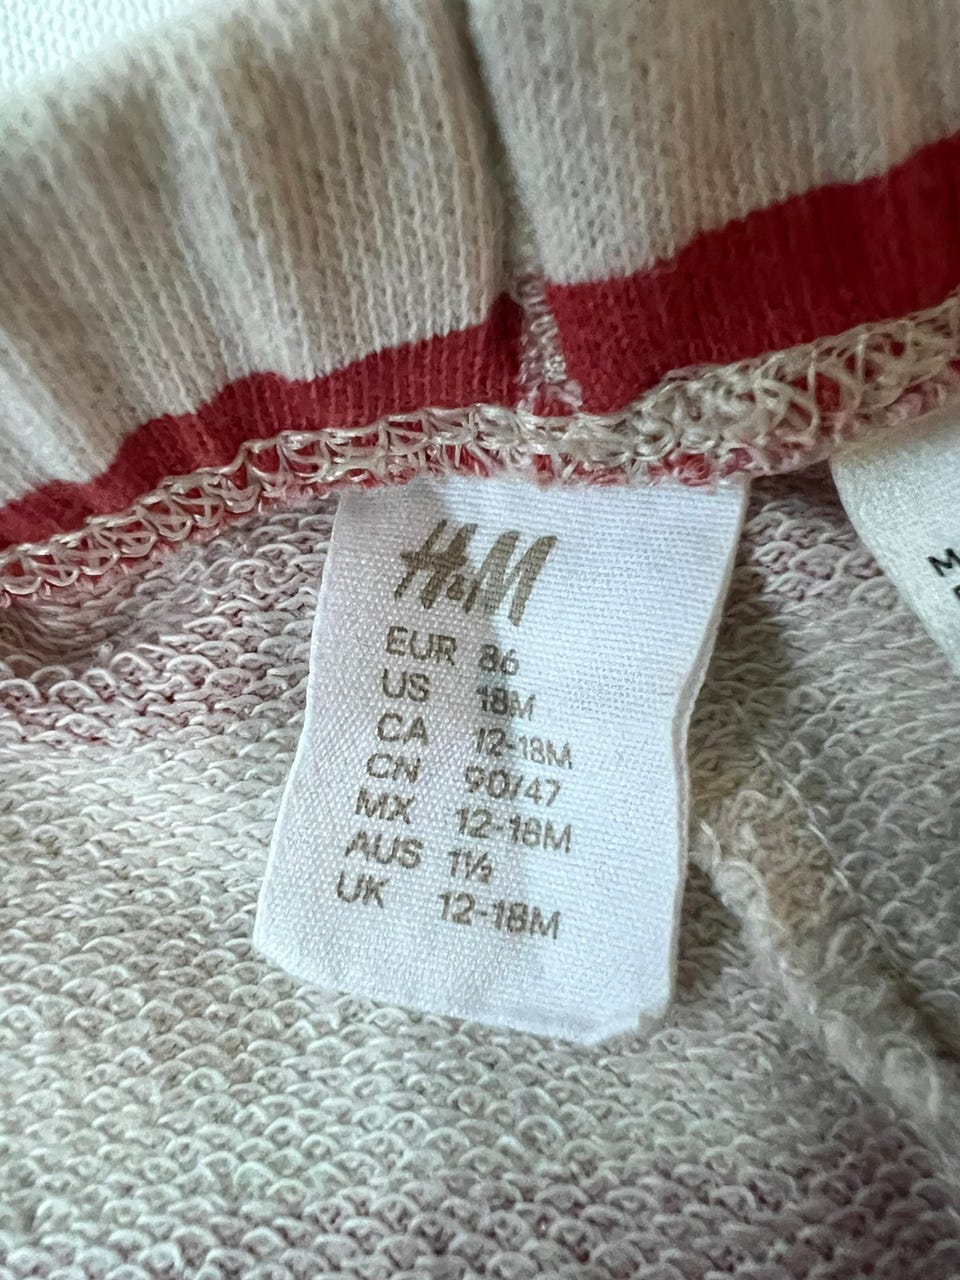 H&M
EUR 86
US 18M
CA 12-18M
CN 90/47
MX 12-18M
AUS 1½
UK 12-18M
M